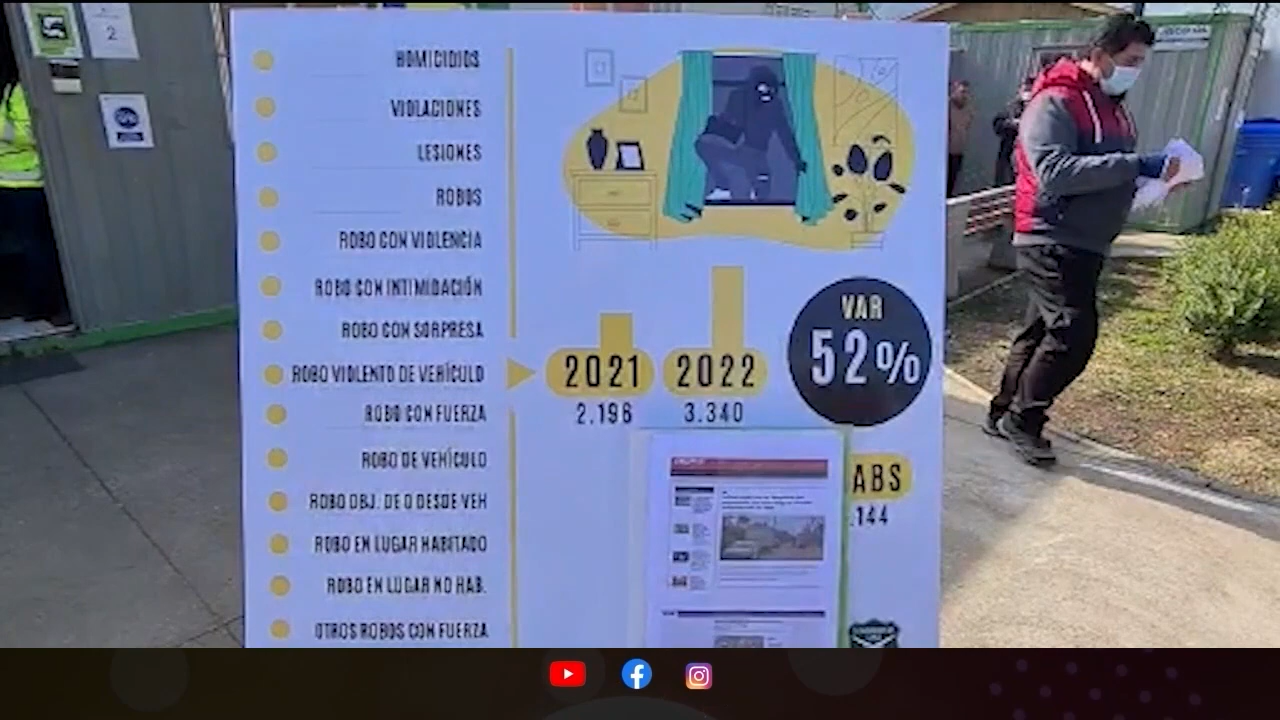 2
HOMICIDIOS
VIOLACIONES
LESIONES
ROBOS
ROBO CON VIOLENCIA
ROBO CON INTIMIDACIÓN
ROBO CON SORPRESA
ROBO VIOLENTO DE VEHÍCULO
ROBO CON FUERZA
ROBO DE VEHÍCULO
ROBO OBJ. DE O DESDE VEH
ROBO EN LUGAR HABITADO
ROBO EN LUGAR NO HAB.
OTROS ROBOS CON FUERZA
2021
2.196
2022
3.340
VAR
52%
ABS
.144